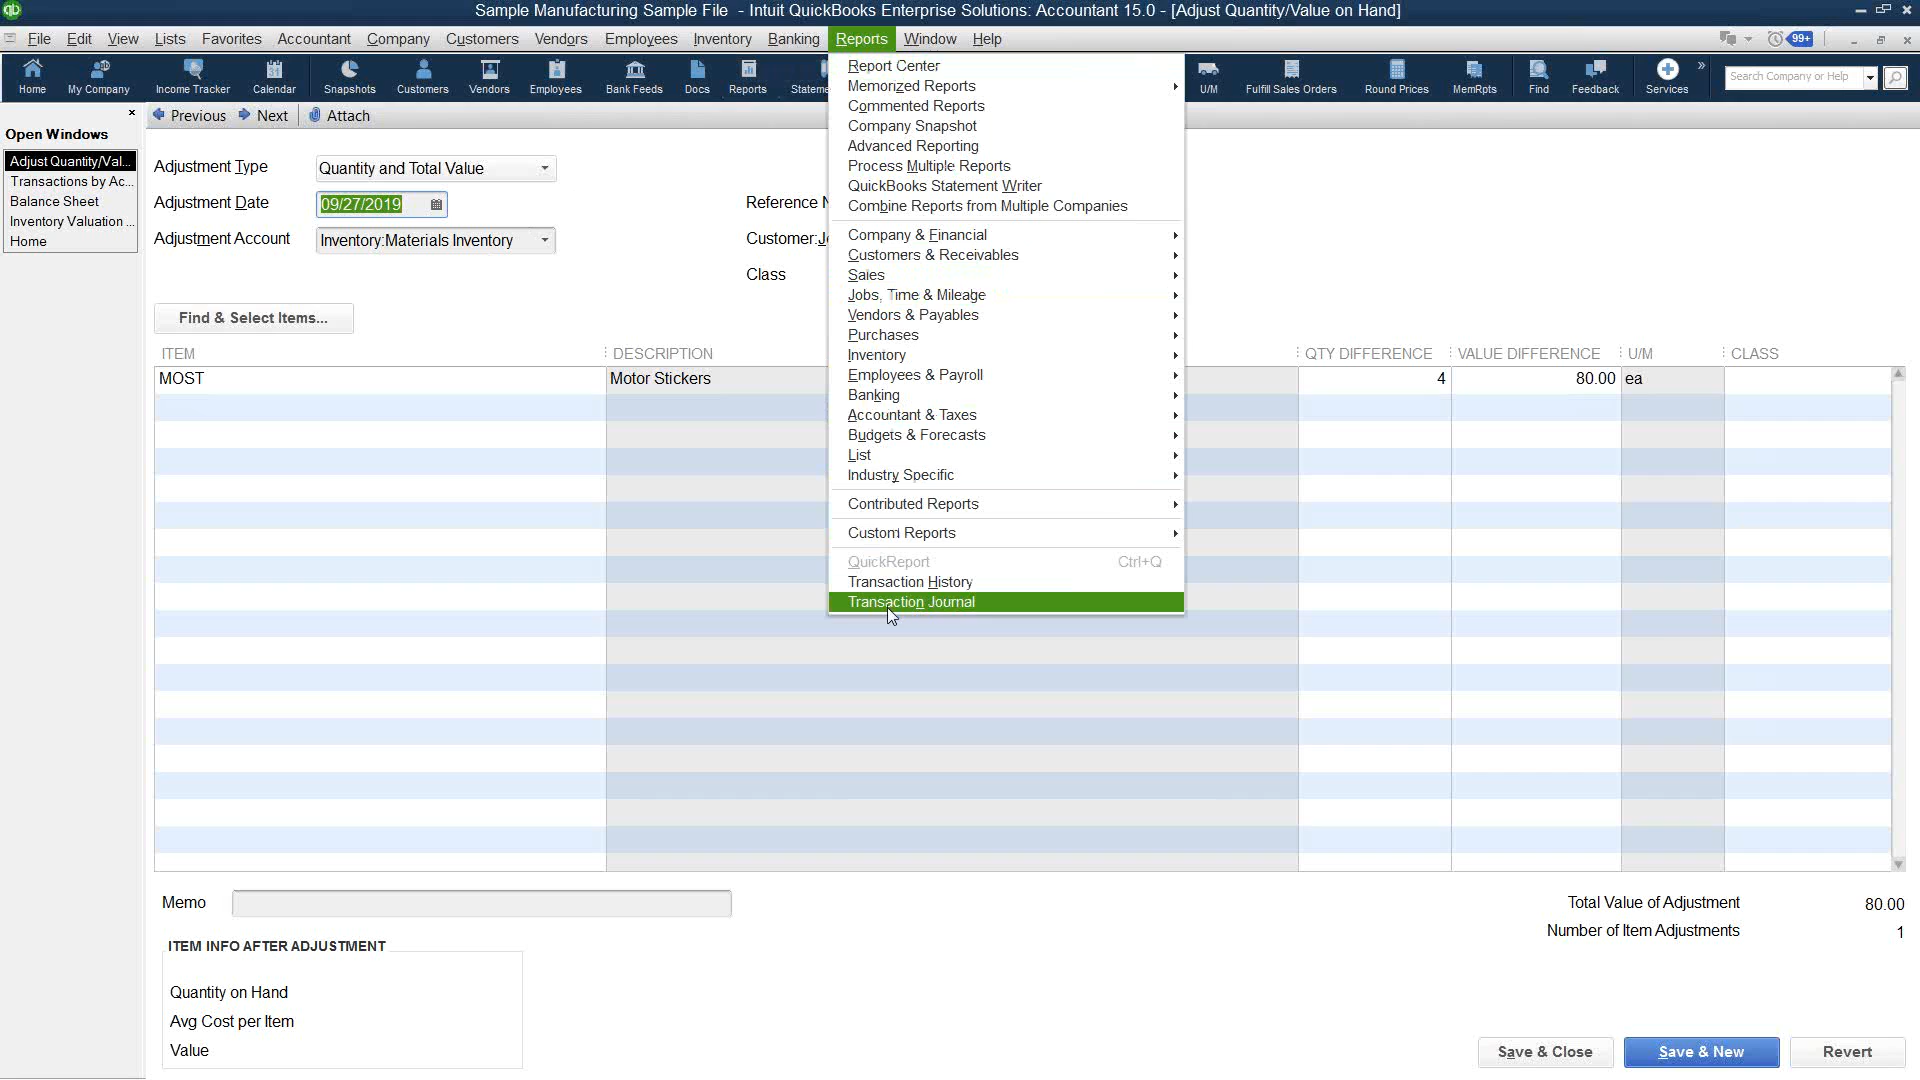 Sample Manufacturing Sample File - Intuit QuickBooks Enterprise Solutions: Accountant 15.0 - [Adjust Quantity/Value on Hand]
File Edit View Lists Favorites Accountant Company Customers Vendors Employees Inventory Banking Reports Window Help 99+
Home My Company Income Tracker Calendar Snapshots Customers Vendors Employees Bank Feeds Docs Reports Stateme U/M Fulfill Sales Orders Round Prices MemRpts Find Feedback Services » Search Company or Help
Previous Next Attach
Open Windows
Adjust Quantity/Val...
Transactions by Ac...
Balance Sheet
Inventory Valuation ...
Home
Adjustment Type Quantity and Total Value
Adjustment Date 09/27/2019 Reference N
Adjustment Account Inventory:Materials Inventory Customer:J
Class
Find & Select Items...
ITEM DESCRIPTION QTY DIFFERENCE VALUE DIFFERENCE U/M CLASS
MOST Motor Stickers 4 80.00 ea
Report Center
Memorized Reports
Commented Reports
Company Snapshot
Advanced Reporting
Process Multiple Reports
QuickBooks Statement Writer
Combine Reports from Multiple Companies
Company & Financial
Customers & Receivables
Sales
Jobs, Time & Mileage
Vendors & Payables
Purchases
Inventory
Employees & Payroll
Banking
Accountant & Taxes
Budgets & Forecasts
List
Industry Specific
Contributed Reports
Custom Reports
QuickReport Ctrl+Q
Transaction History
Transaction Journal
Memo
Total Value of Adjustment 80.00
Number of Item Adjustments 1
ITEM INFO AFTER ADJUSTMENT
Quantity on Hand
Avg Cost per Item
Value
Save & Close Save & New Revert